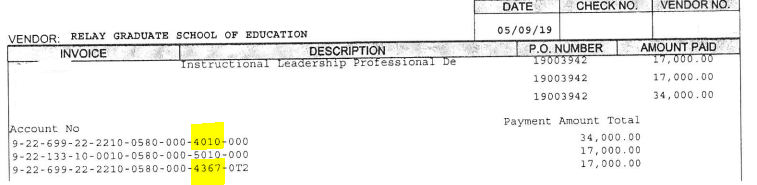 DATE CHECK NO. VENDOR NO.
VENDOR: RELAY GRADUATE SCHOOL OF EDUCATION 05/09/19
INVOICE DESCRIPTION P.O. NUMBER AMOUNT PAID
Instructional Leadership Professional De 19003942 17,000.00
19003942 17,000.00
19003942 34,000.00
Payment Amount Total
Account No
9-22-699-22-2210-0580-000-4010-000 34,000.00
9-22-133-10-0010-0580-000-5010-000 17,000.00
9-22-699-22-2210-0580-000-4367-0T2 17,000.00